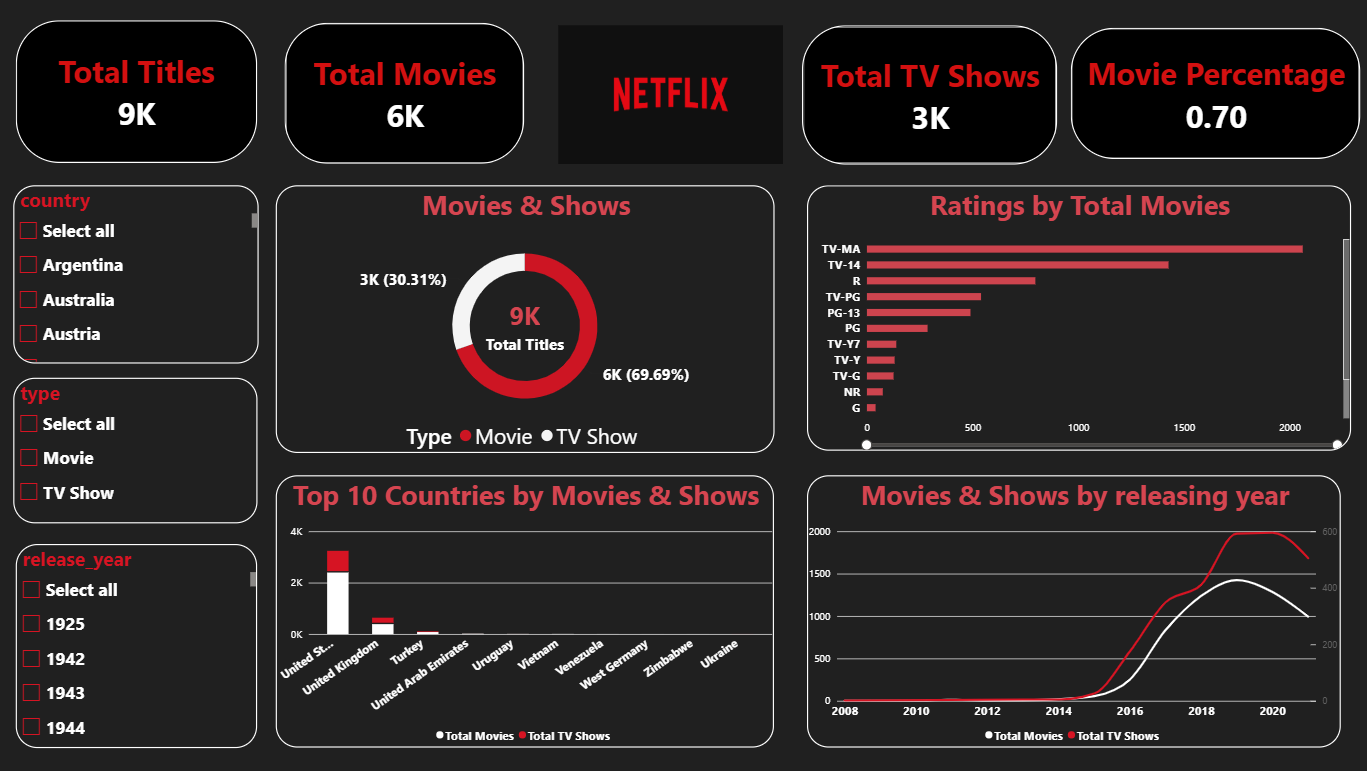 Total Titles
9K
Total Movies
6K
NETFLIX
Total TV Shows
3K
Movie Percentage
0.70
country
Select all
Argentina
Australia
Austria
type
Select all
Movie
TV Show
release_year
Select all
1925
1942
1943
1944
Movies & Shows
3K (30.31%)
9K
Total Titles
6K (69.69%)
Type Movie TV Show
Ratings by Total Movies
TV-MA
TV-14
R
TV-PG
PG-13
PG
TV-Y7
TV-Y
TV-G
NR
G
0 500 1000 1500 2000
Top 10 Countries by Movies & Shows
4K
2K
0K
United St... United Kingdom Turkey United Arab Emirates Uruguay Vietnam Venezuela West Germany Zimbabwe Ukraine
Total Movies Total TV Shows
Movies & Shows by releasing year
2000 600
1500
400
1000
200
500
0 0
2008 2010 2012 2014 2016 2018 2020
Total Movies Total TV Shows